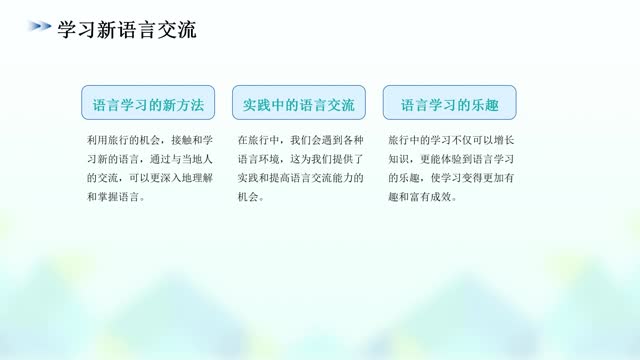 学习新语言交流
语言学习的新方法
利用旅行的机会，接触和学
习新的语言，通过与当地人
的交流，可以更深入地理解
和掌握语言。
实践中的语言交流
在旅行中，我们会遇到各种
语言环境，这为我们提供了
实践和提高语言交流能力的
机会。
语言学习的乐趣
旅行中的学习不仅可以增长
知识，更能体验到语言学习
的乐趣，使学习变得更加有
趣和富有成效。